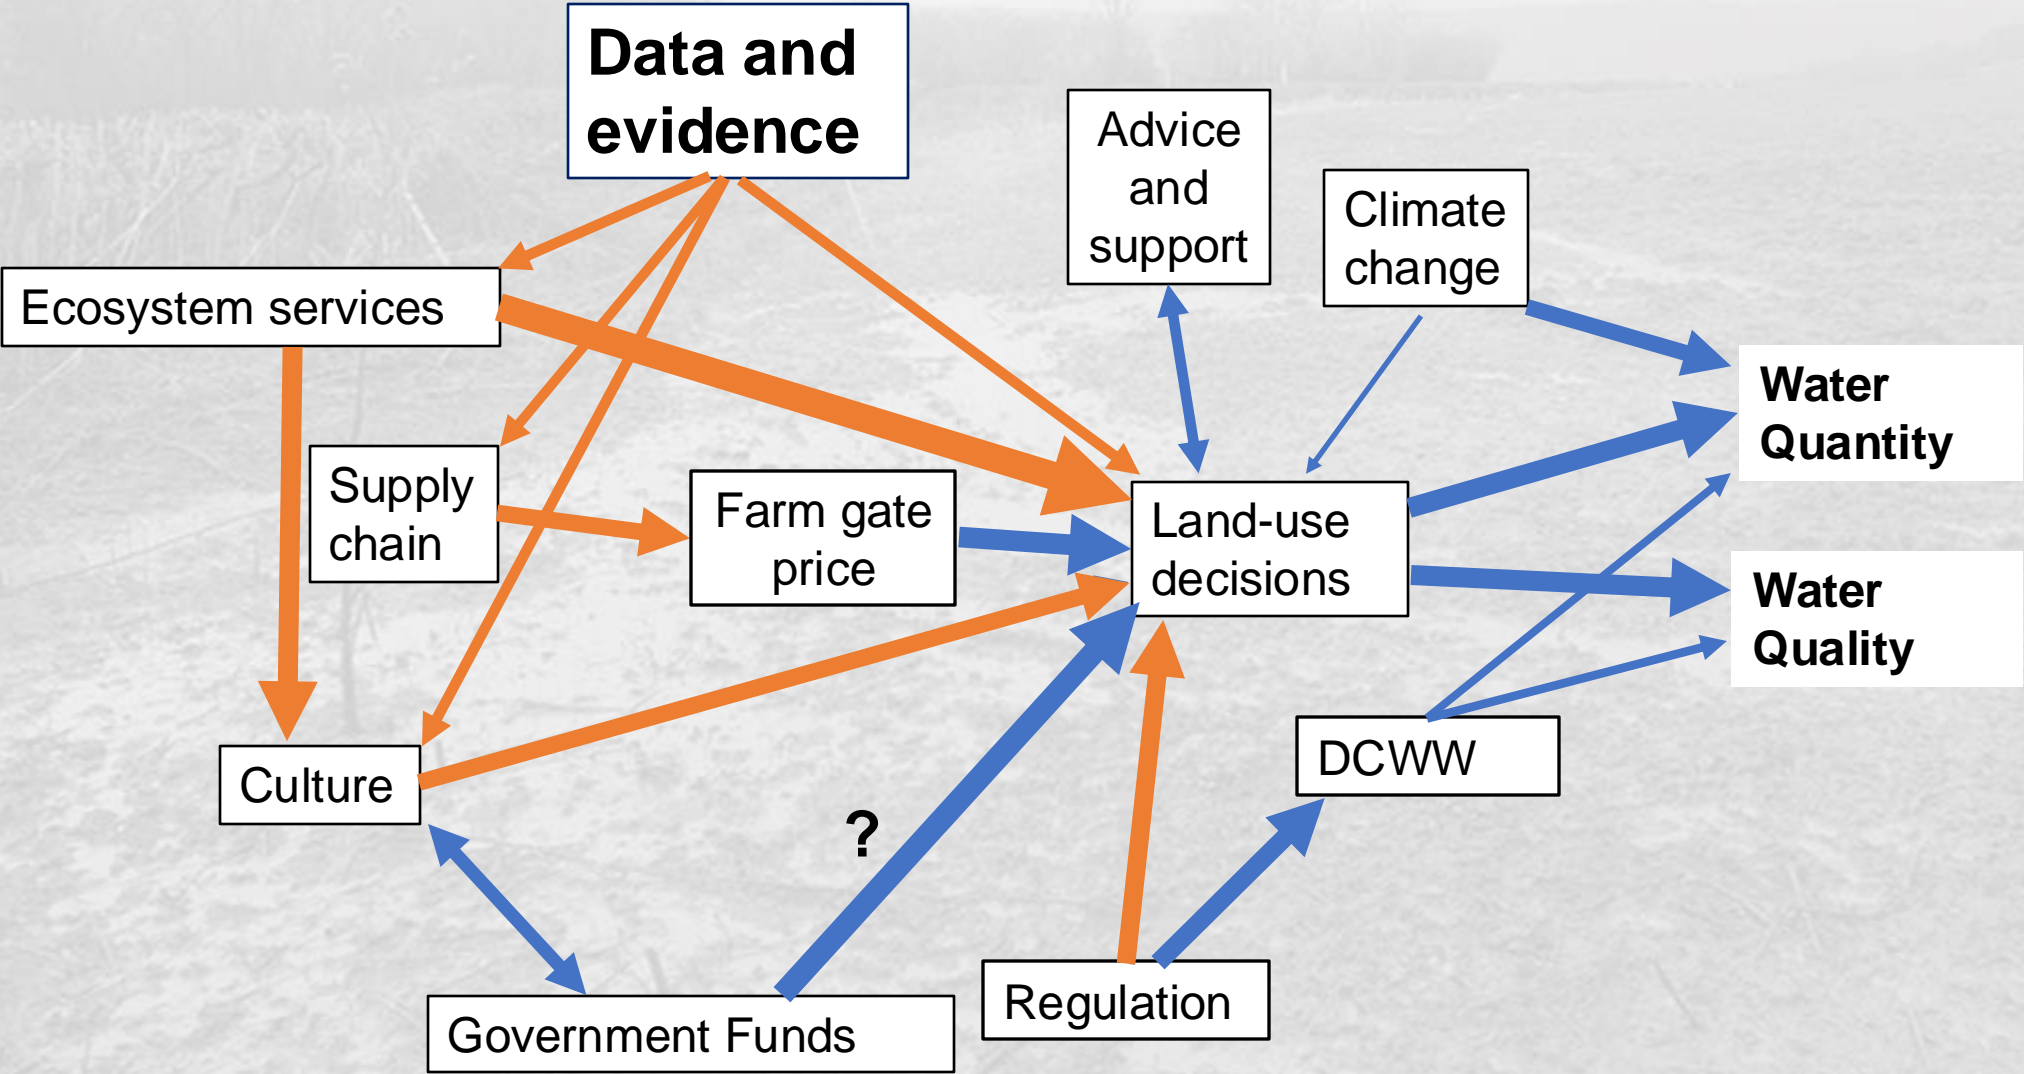 Data and
evidence
Advice
and
support
Climate
change
Ecosystem services
Water
Quantity
Supply
chain
Farm gate
price
Land-use
decisions
Water
Quality
Culture
DCWW
?
Regulation
Government Funds